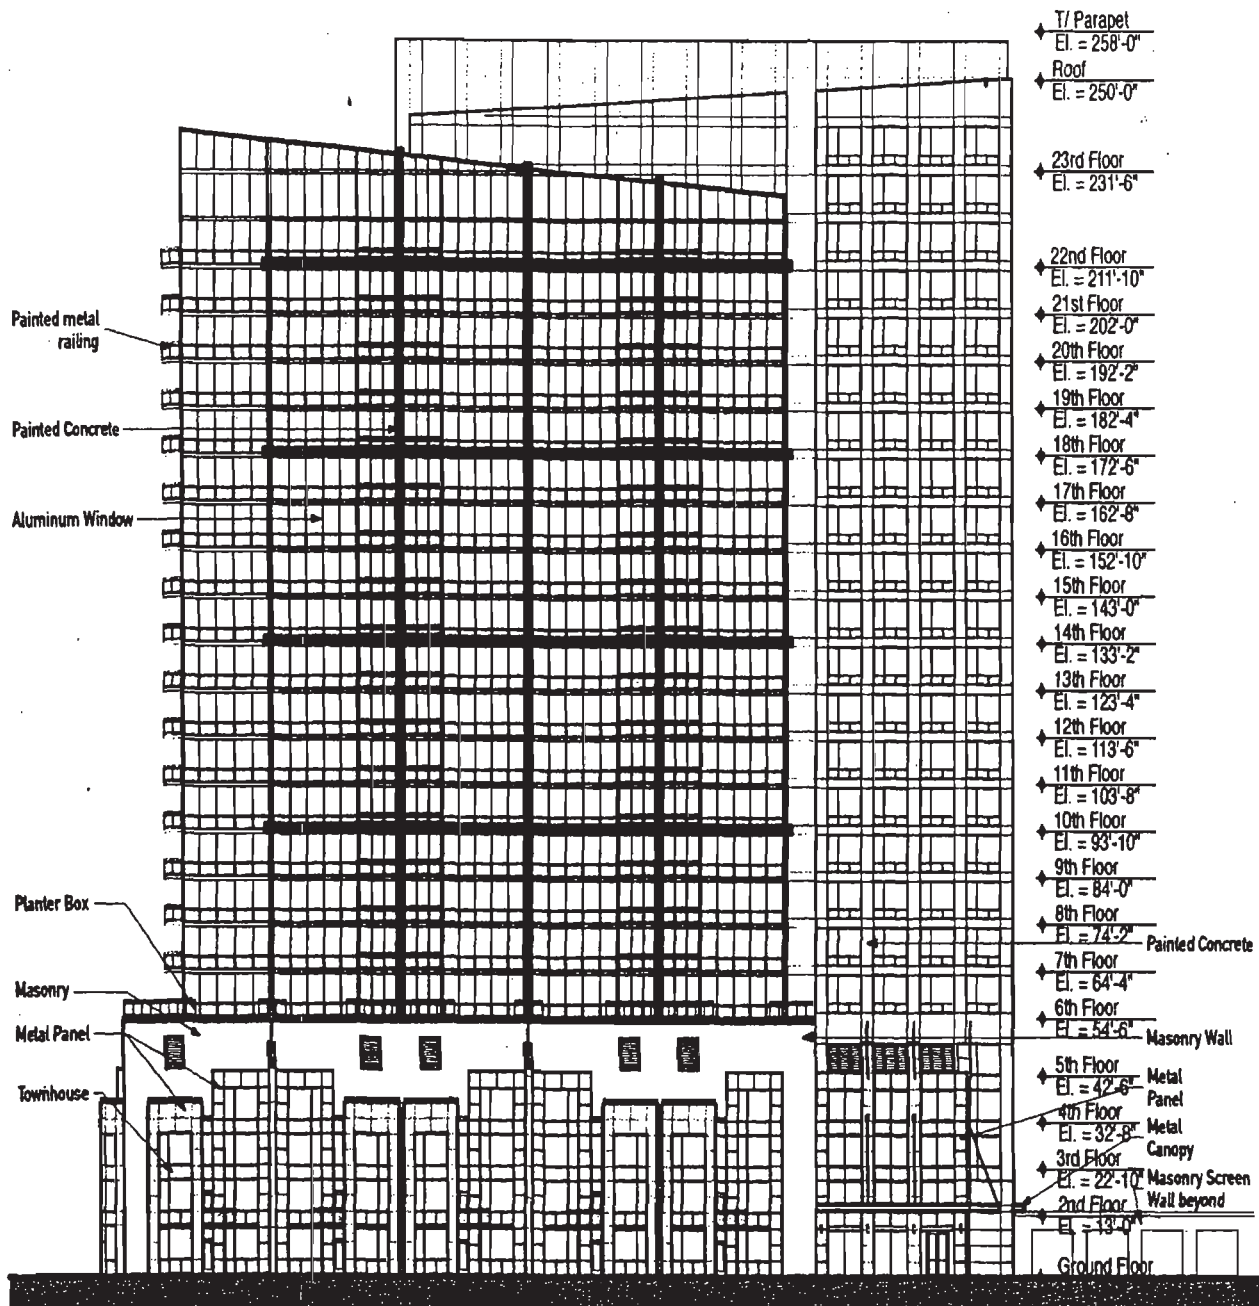 T/ Parapet
El. = 258'-0"
Roof
El. = 250'-0"
23rd Floor
El. = 231'-6"
22nd Floor
El. = 211'-10"
21st Floor
El. = 202'-0"
20th Floor
El. = 192'-2"
19th Floor
El. = 182'-4"
18th Floor
El. = 172'-6"
17th Floor
El. = 162'-8"
16th Floor
El. = 152'-10"
15th Floor
El. = 143'-0"
14th Floor
El. = 133'-2"
13th Floor
El. = 123'-4"
12th Floor
El. = 113'-6"
11th Floor
El. = 103'-8"
10th Floor
El. = 93'-10"
9th Floor
El. = 84'-0"
8th Floor
El. = 74'-2"
7th Floor
El. = 64'-4"
6th Floor
El. = 54'-6"
5th Floor
El. = 42'-6"
4th Floor
El. = 32'-8"
3rd Floor
El. = 22'-10"
2nd Floor
El. = 13'-0"
Ground Floor
Painted metal
railing
Painted Concrete
Aluminum Window
Planter Box
Masonry
Metal Panel
Townhouse
Painted Concrete
Masonry Wall
Metal
Panel
Metal
Canopy
Masonry Screen
Wall beyond